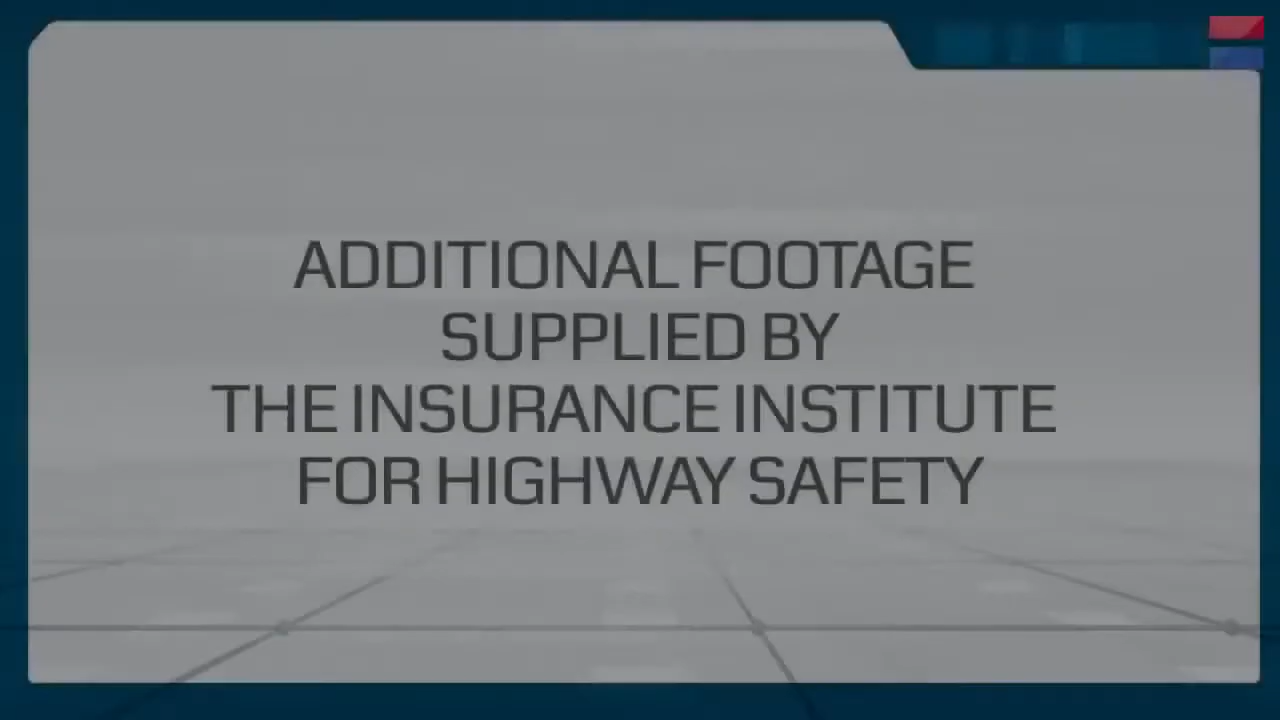 ADDITIONAL FOOTAGE
SUPPLIED BY
THE INSURANCE INSTITUTE
FOR HIGHWAY SAFETY